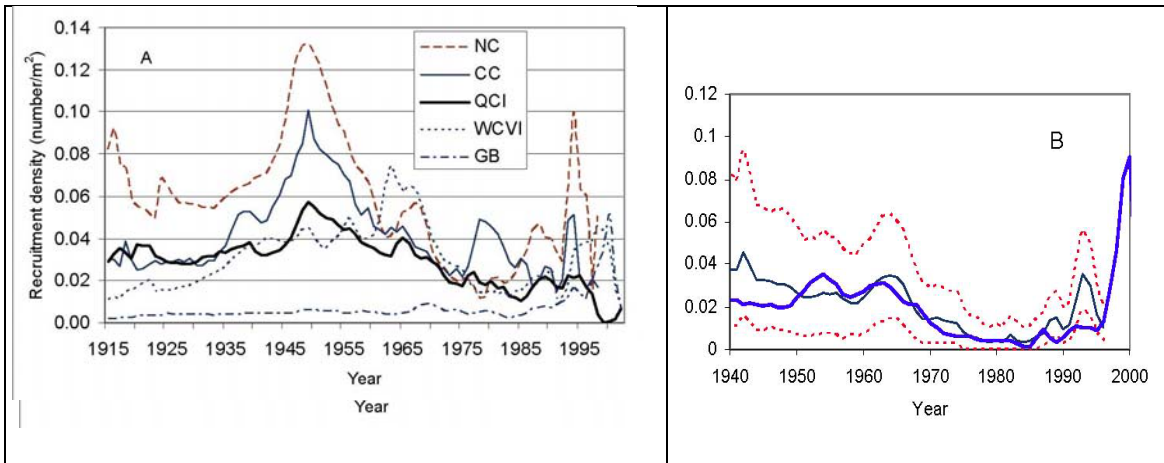 0.14
0.12
0.10
0.08
0.06
0.04
0.02
0.00
Recruitment density (number/m²)
A
NC
CC
QCI
WCVI
GB
1915 1925 1935 1945 1955 1965 1975 1985 1995
Year
Year
0.12
0.1
0.08
0.06
0.04
0.02
0
B
1940 1950 1960 1970 1980 1990 2000
Year